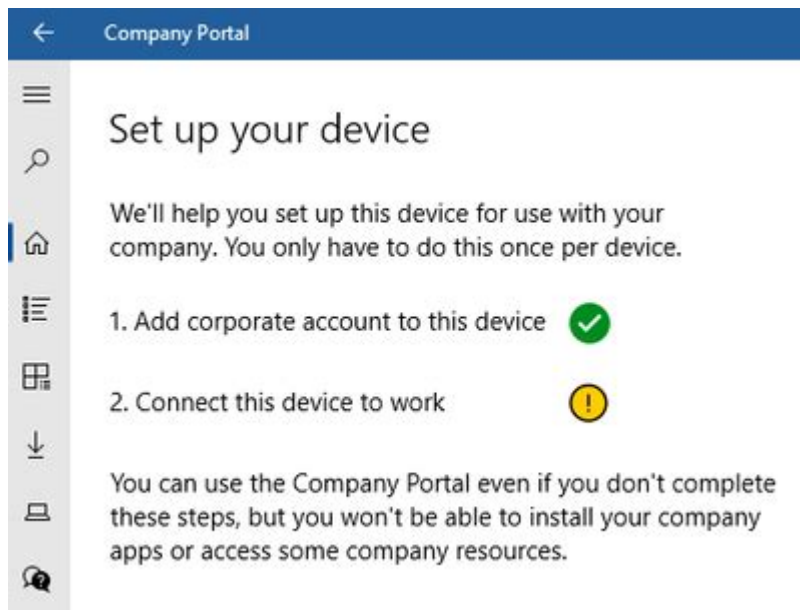 Company Portal
Set up your device
We'll help you set up this device for use with your
company. You only have to do this once per device.
1. Add corporate account to this device
2. Connect this device to work
You can use the Company Portal even if you don't complete
these steps, but you won't be able to install your company
apps or access some company resources.